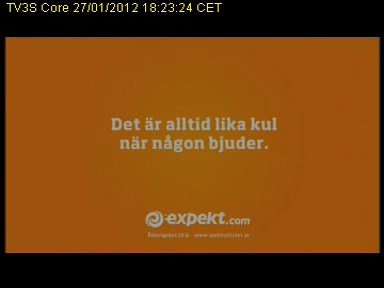 TV3S Core 27/01/2012 18:23:24 CET
Det är alltid lika kul
när någon bjuder.
expekt.com